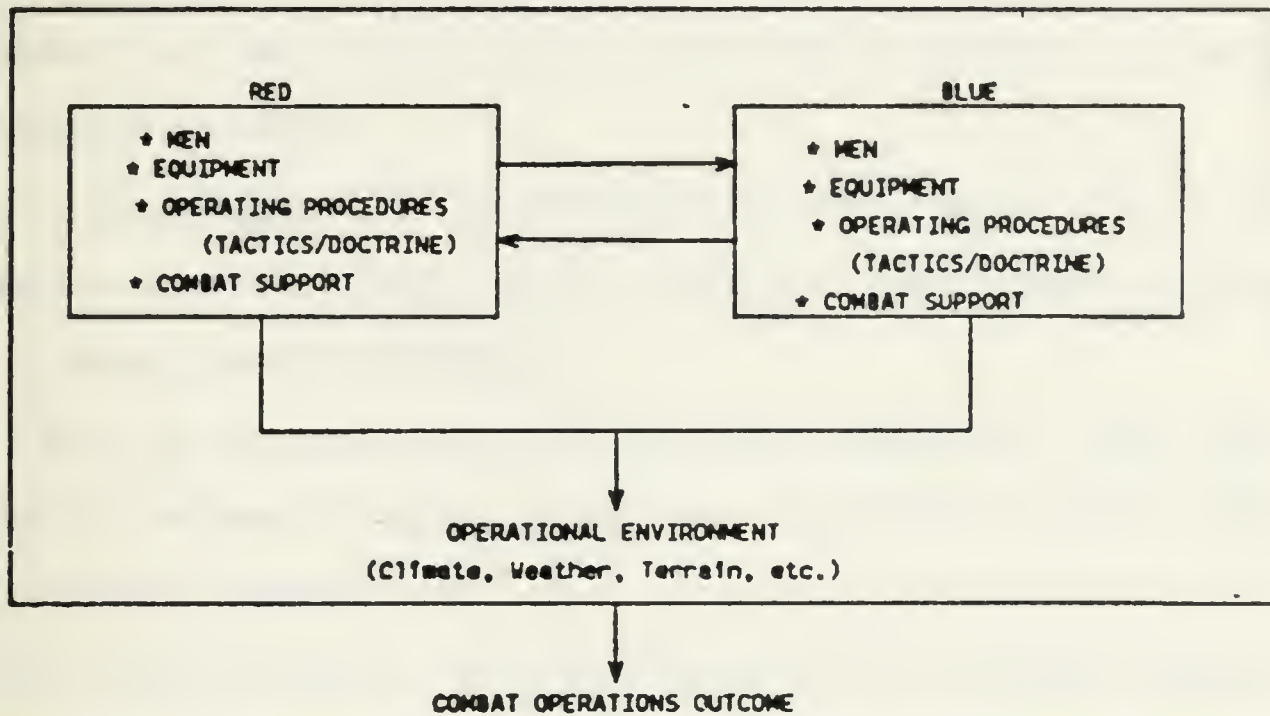 RED
* MEN
* EQUIPMENT
* OPERATING PROCEDURES
(TACTICS/DOCTRINE)
* COMBAT SUPPORT
BLUE
* MEN
* EQUIPMENT
* OPERATING PROCEDURES
(TACTICS/DOCTRINE)
* COMBAT SUPPORT
OPERATIONAL ENVIRONMENT
(Climate, Weather, Terrain, etc.)
COMBAT OPERATIONS OUTCOME